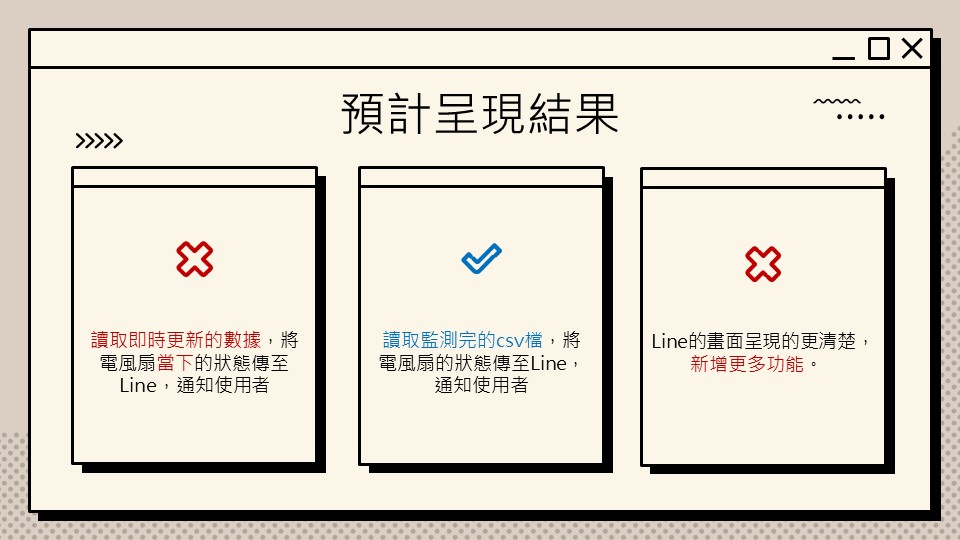 預計呈現結果
讀取即時更新的數據，將
電風扇當下的狀態傳至
Line，通知使用者
讀取監測完的csv檔，將
電風扇的狀態傳至Line，
通知使用者
Line的畫面呈現的更清楚，
新增更多功能。